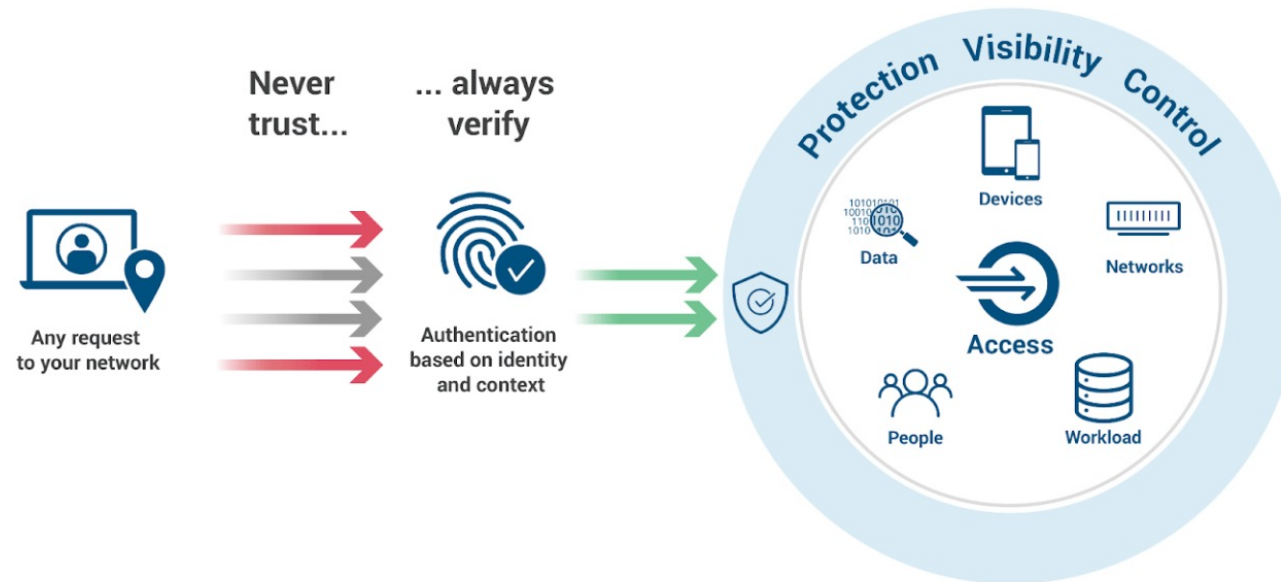 Never
trust...
... always
verify
Any request
to your network
Authentication
based on identity
and context
Protection Visibility Control
Devices
101010101
Data
Networks
Access
People
Workload